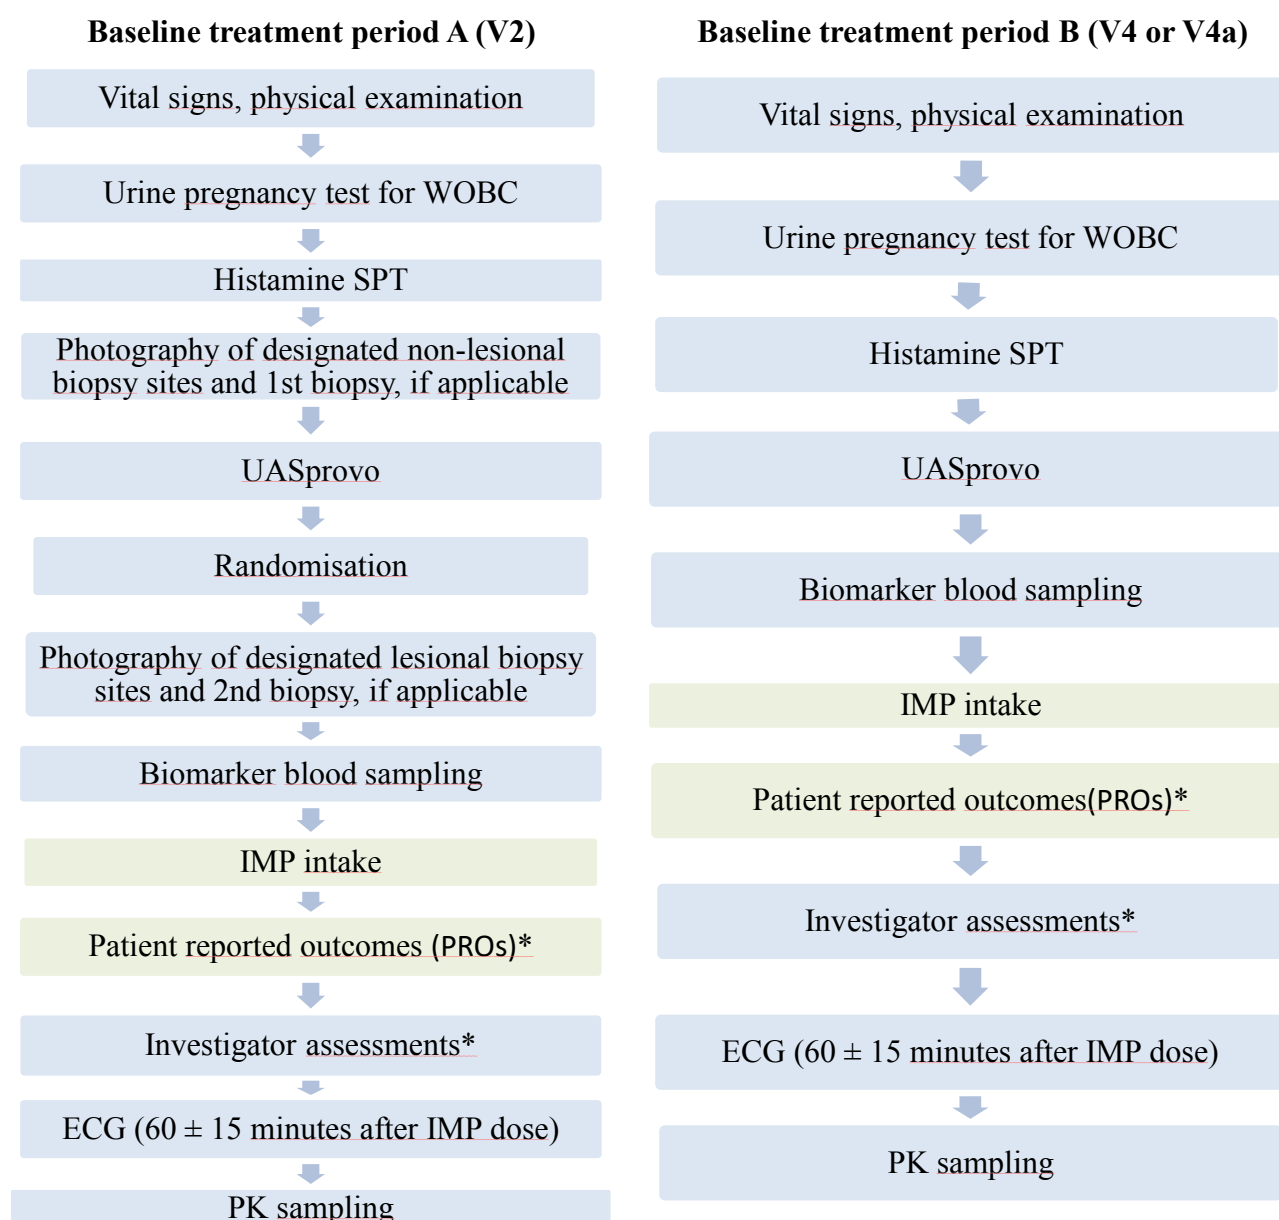 Baseline treatment period A (V2)
Vital signs, physical examination
Urine pregnancy test for WOBC
Histamine SPT
Photography of designated non-lesional
biopsy sites and 1st biopsy, if applicable
UASprovo
Randomisation
Photography of designated lesional biopsy
sites and 2nd biopsy, if applicable
Biomarker blood sampling
IMP intake
Patient reported outcomes (PROs)*
Investigator assessments*
ECG (60 ± 15 minutes after IMP dose)
PK sampling
Baseline treatment period B (V4 or V4a)
Vital signs, physical examination
Urine pregnancy test for WOBC
Histamine SPT
UASprovo
Biomarker blood sampling
IMP intake
Patient reported outcomes(PROs)*
Investigator assessments*
ECG (60 ± 15 minutes after IMP dose)
PK sampling